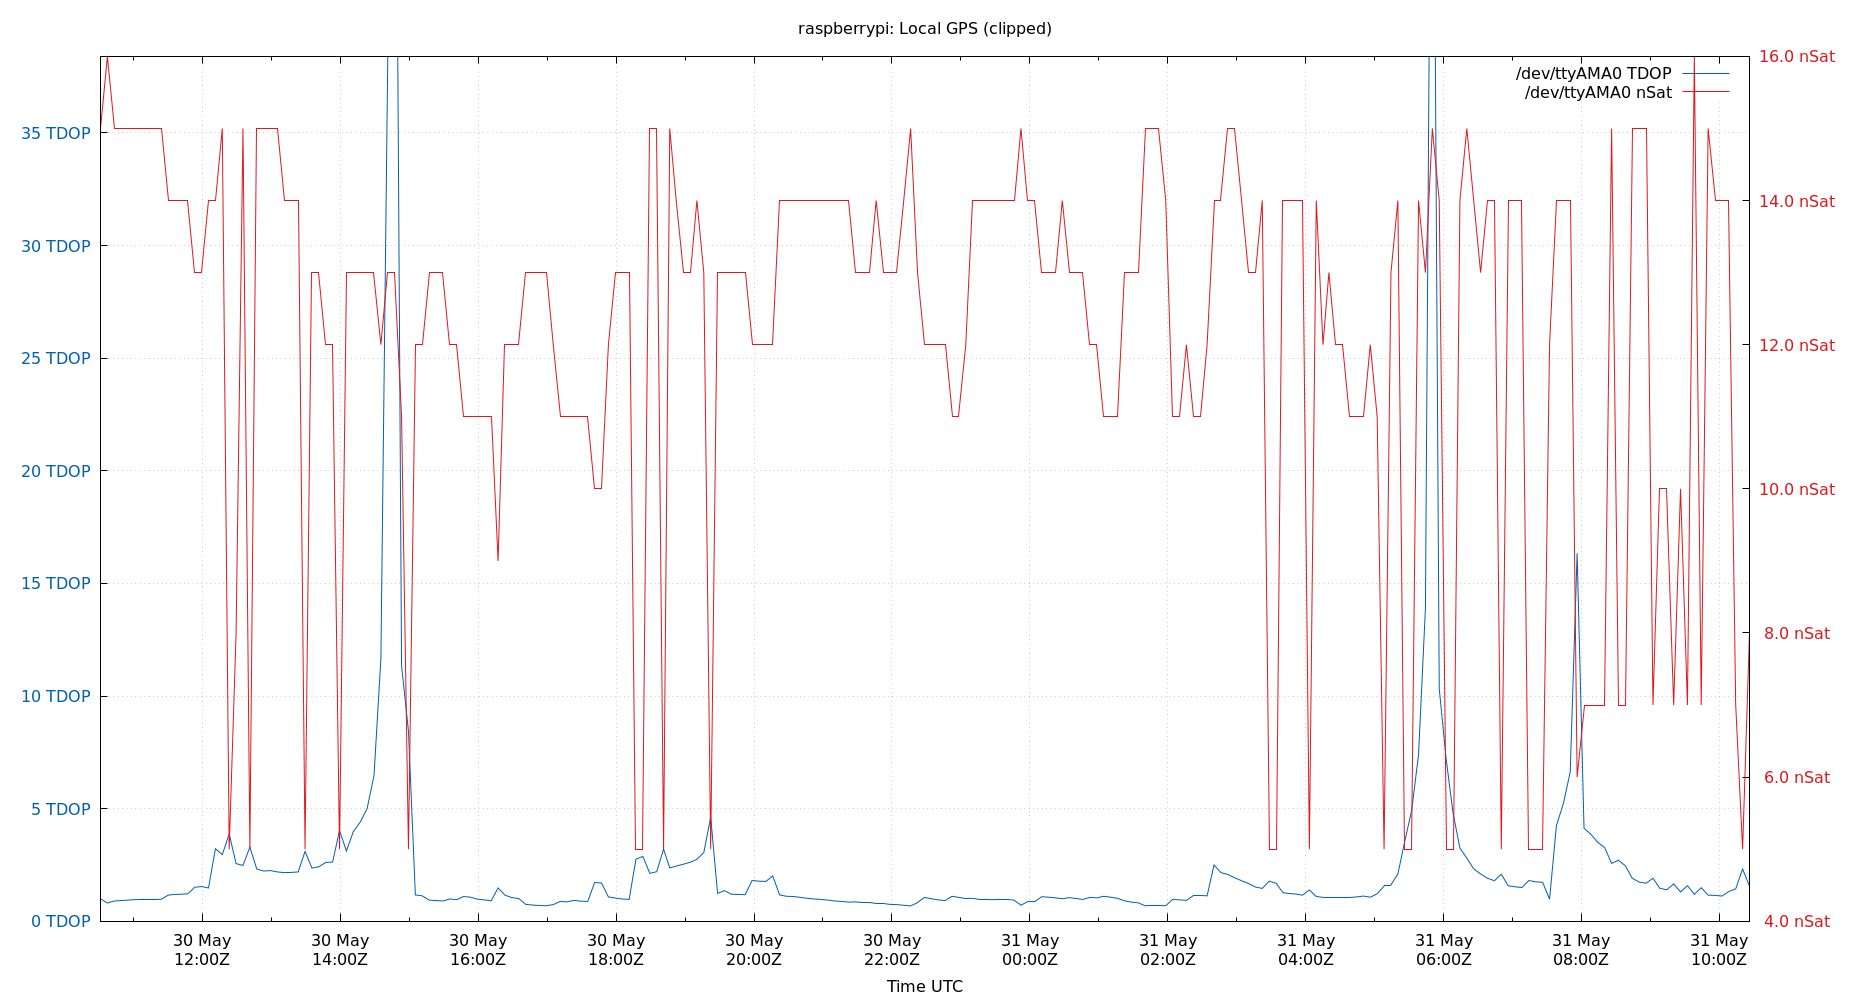 raspberrypi: Local GPS (clipped)
16.0 nSat
/dev/ttyAMA0 TDOP
/dev/ttyAMA0 nSat
35 TDOP
14.0 nSat
30 TDOP
25 TDOP
12.0 nSat
20 TDOP
10.0 nSat
15 TDOP
8.0 nSat
10 TDOP
6.0 nSat
5 TDOP
0 TDOP
4.0 nSat
30 May 30 May 30 May 30 May 30 May 30 May 31 May 31 May 31 May 31 May 31 May 31 May
12:00Z 14:00Z 16:00Z 18:00Z 20:00Z 22:00Z 00:00Z 02:00Z 04:00Z 06:00Z 08:00Z 10:00Z
Time UTC